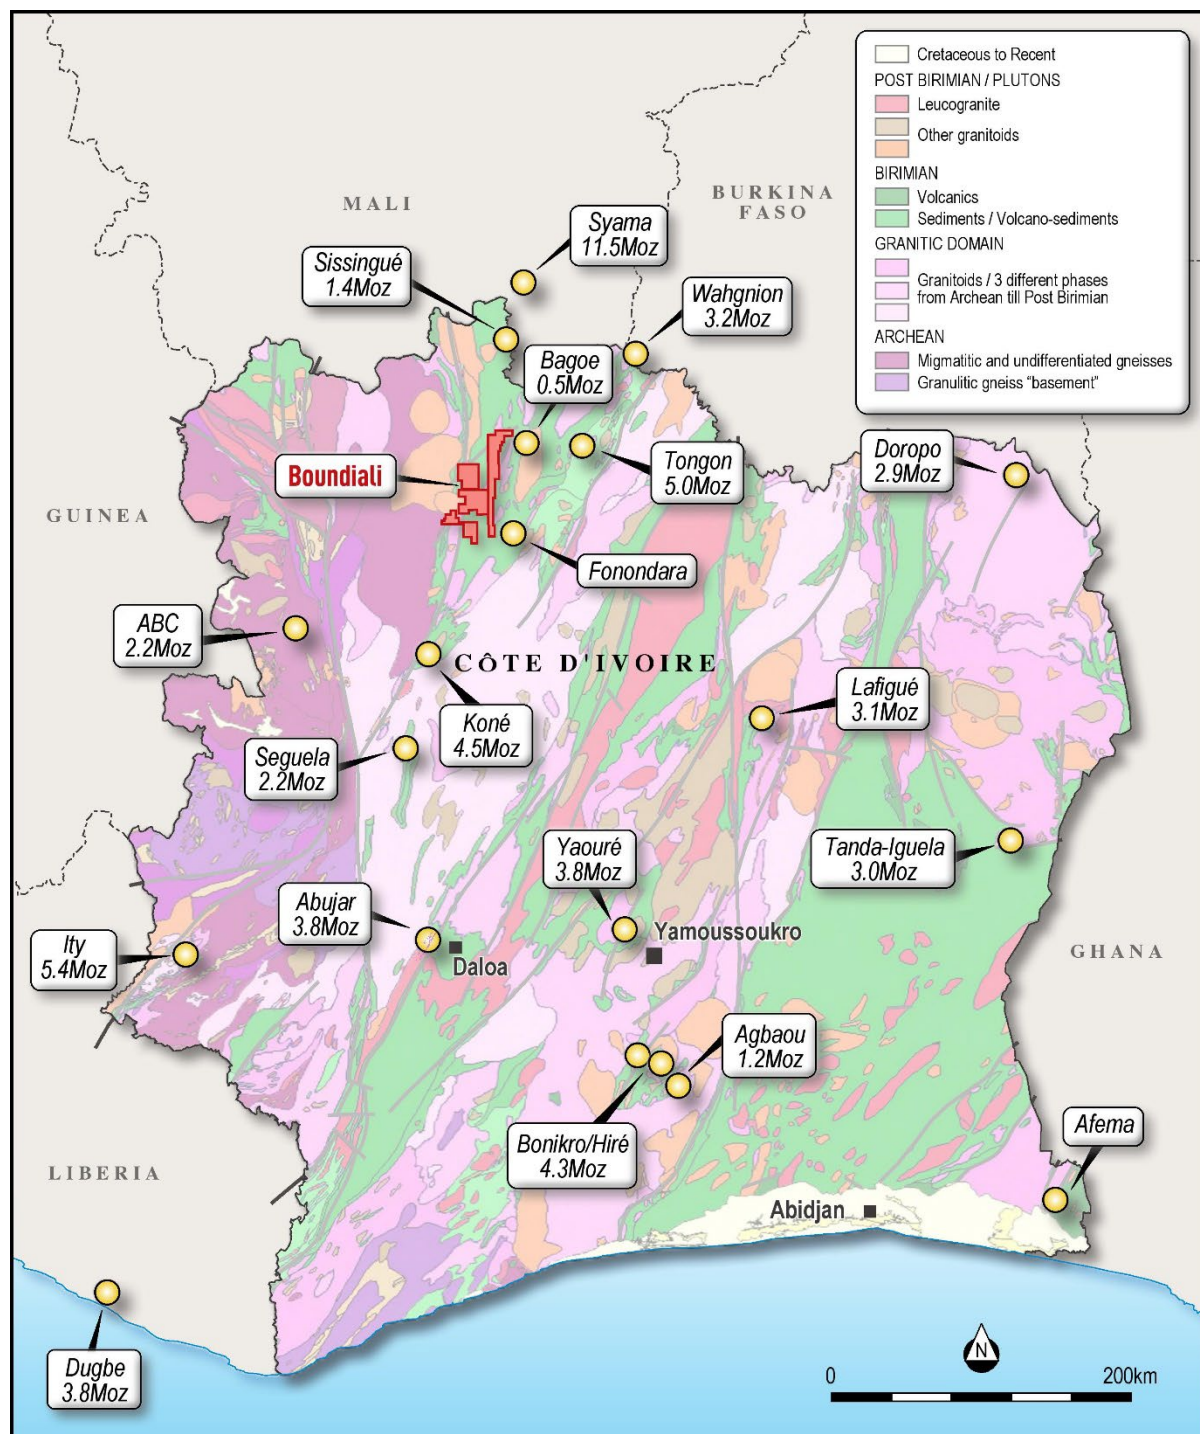 Cretaceous to Recent
POST BIRIMIAN / PLUTONS
Leucogranite
Other granitoids
BIRIMIAN
Volcanics
Sediments / Volcano-sediments
GRANITIC DOMAIN
Granitoids / 3 different phases
from Archean till Post Birimian
ARCHEAN
Migmatitic and undifferentiated gneisses
Granulitic gneiss “basement”
MALI
BURKINA
FASO
Syama
11.5Moz
Sissingué
1.4Moz
Wahgnion
3.2Moz
Bagoe
0.5Moz
Boundiali
Tongon
5.0Moz
Doropo
2.9Moz
GUINEA
Fonondara
ABC
2.2Moz
CÔTE D'IVOIRE
Koné
4.5Moz
Lafigué
3.1Moz
Seguela
2.2Moz
Yaouré
3.8Moz
Tanda-Iguela
3.0Moz
Abujar
3.8Moz
Ity
5.4Moz
Daloa
Yamoussoukro
GHANA
Agbaou
1.2Moz
Bonikro/Hiré
4.3Moz
Afema
LIBERIA
Abidjan
Dugbe
3.8Moz
N
0 200km